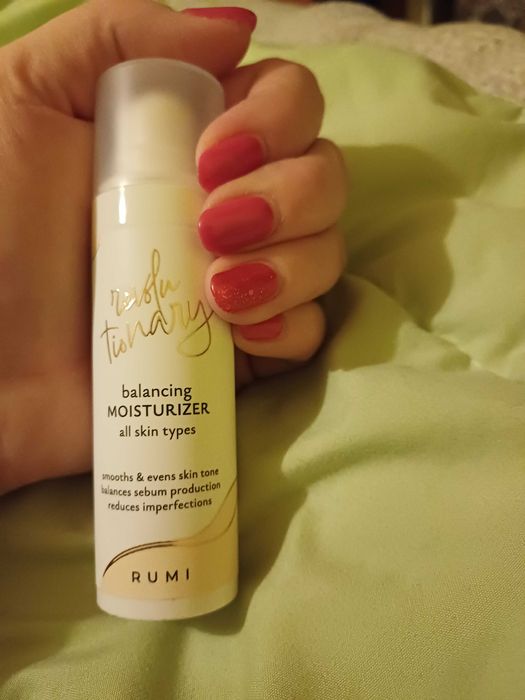 revolu
tionary
balancing
MOISTURIZER
all skin types
smooths & evens skin tone
balances sebum production
reduces imperfections
RUMI